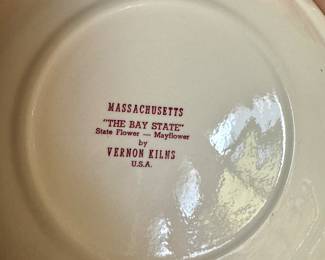 MASSACHUSETTS
"THE BAY STATE"
State Flower — Mayflower
by
VERNON KILNS
U.S.A.